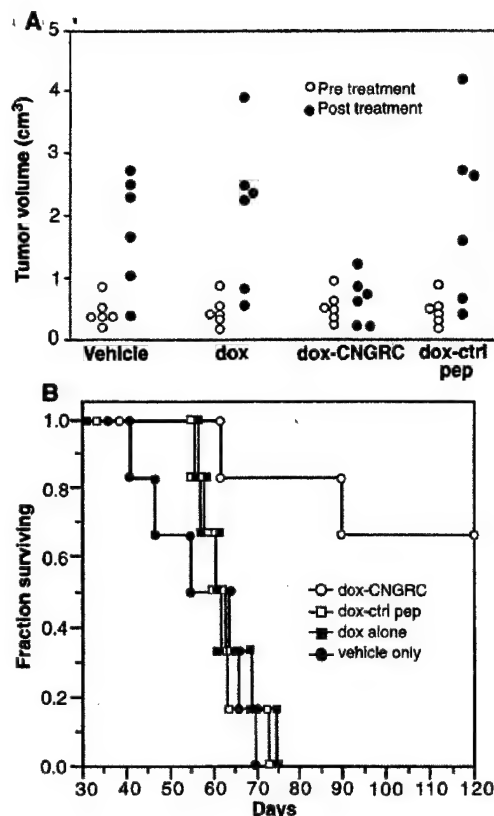 A
Tumor volume (cm³)
5
4
3
2
1
0
Pre treatment
Post treatment
Vehicle
dox
dox-CNGRC
dox-ctrl
pep
B
Fraction surviving
1.0
0.8
0.6
0.4
0.2
0.0
dox-CNGRC
dox-ctrl pep
dox alone
vehicle only
30 40 50 60 70 80 90 100 110 120
Days